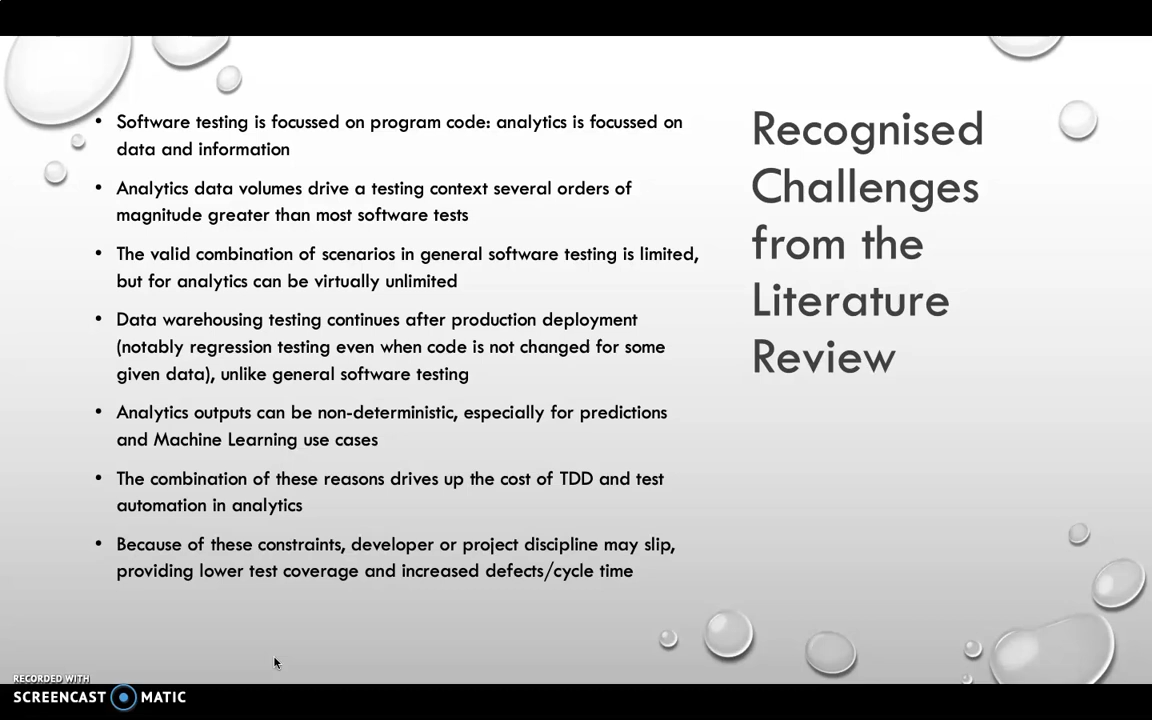 • Software testing is focussed on program code: analytics is focussed on
data and information
• Analytics data volumes drive a testing context several orders of
magnitude greater than most software tests
• The valid combination of scenarios in general software testing is limited,
but for analytics can be virtually unlimited
• Data warehousing testing continues after production deployment
(notably regression testing even when code is not changed for some
given data), unlike general software testing
• Analytics outputs can be non-deterministic, especially for predictions
and Machine Learning use cases
• The combination of these reasons drives up the cost of TDD and test
automation in analytics
• Because of these constraints, developer or project discipline may slip,
providing lower test coverage and increased defects/cycle time
Recognised
Challenges
from the
Literature
Review
RECORDED WITH
SCREENCAST MATIC